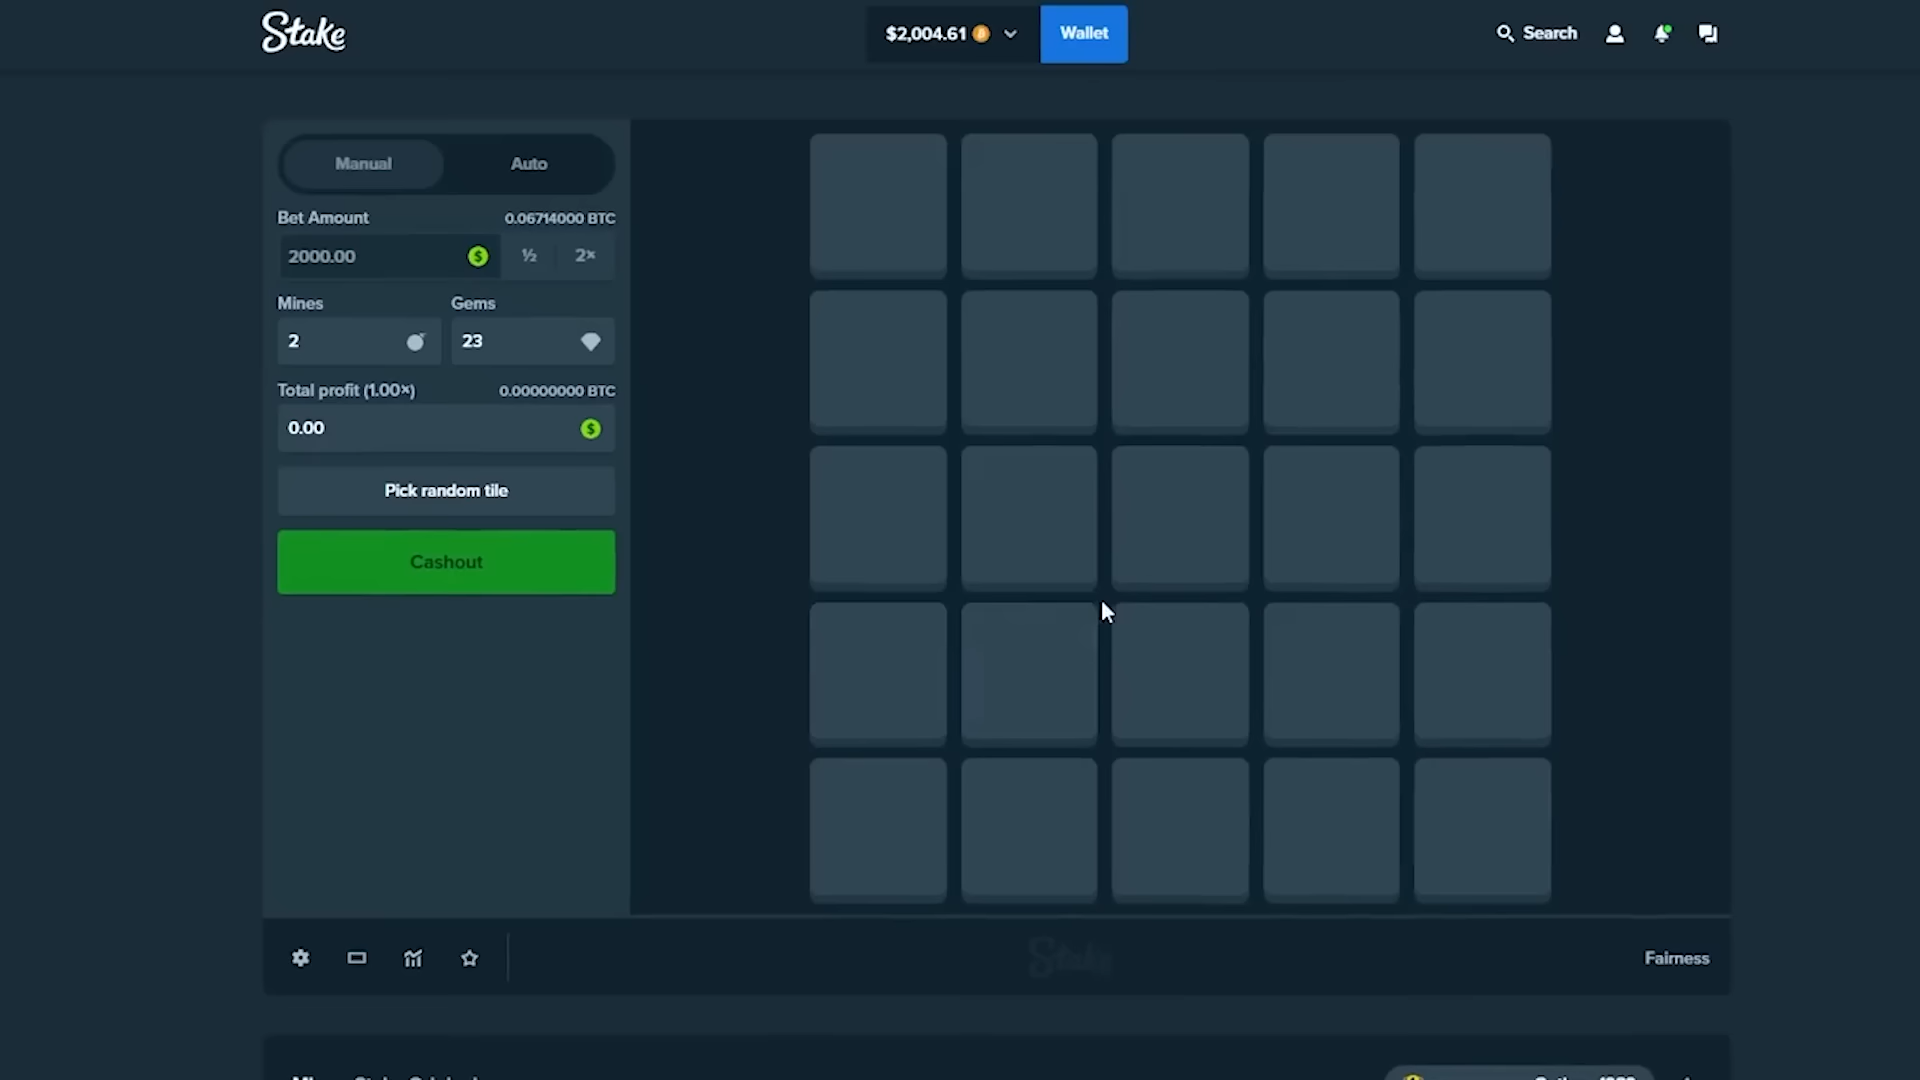 Stake
$2,004.61
Wallet
Search
Manual
Auto
Bet Amount
0.06714000 BTC
2000.00
$
½
2×
Mines
Gems
2
23
Total profit (1.00×)
0.00000000 BTC
0.00
$
Pick random tile
Cashout
Stake
Fairness